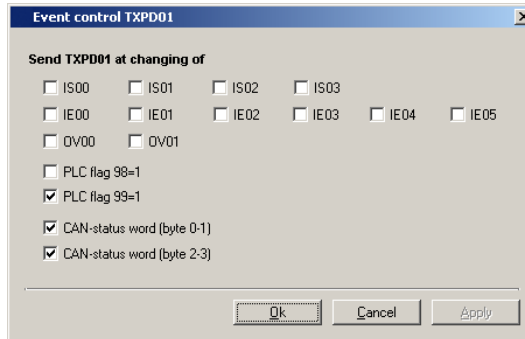 Event control TXPD01
Send TXPD01 at changing of
IS00 IS01 IS02 IS03
IE00 IE01 IE02 IE03 IE04 IE05
OV00 OV01
PLC flag 98=1
PLC flag 99=1
CAN-status word (byte 0-1)
CAN-status word (byte 2-3)
Ok Cancel Apply